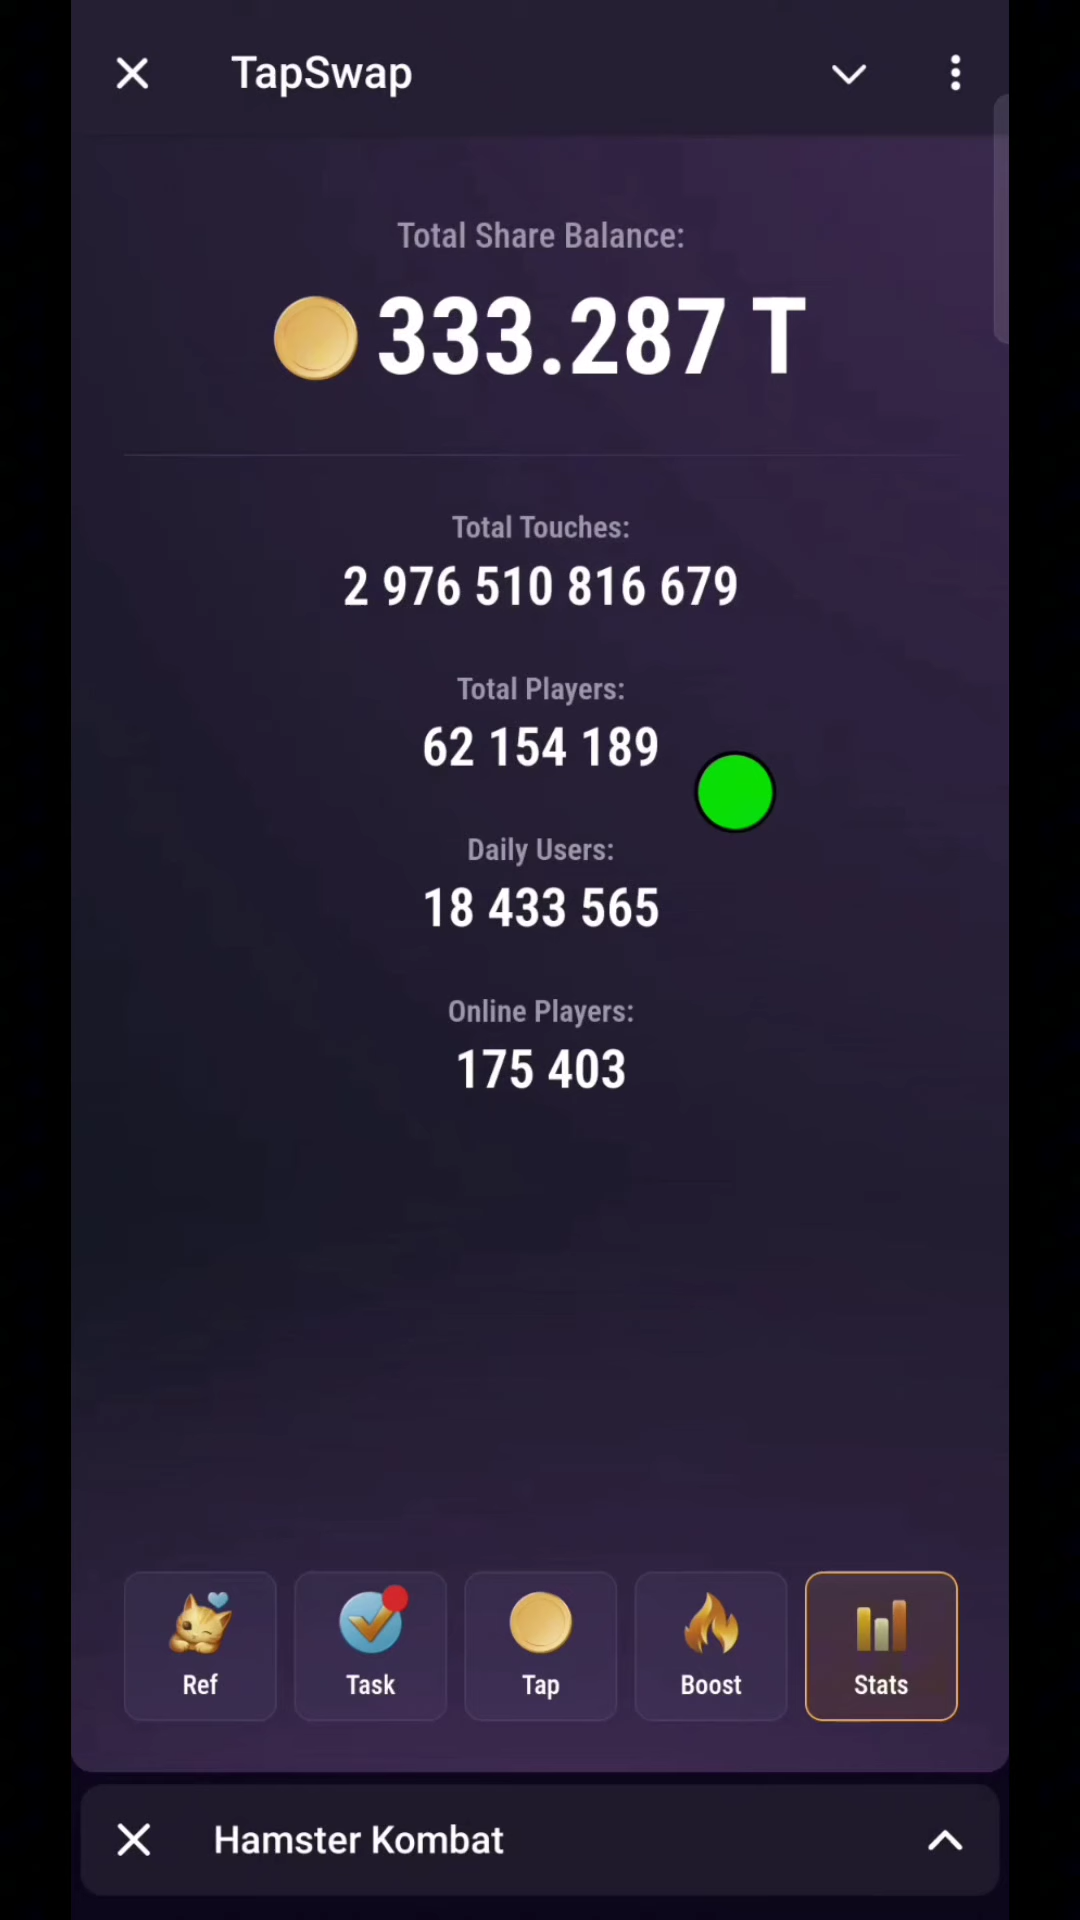 TapSwap
Total Share Balance:
333.287 T
Total Touches:
2 976 510 816 679
Total Players:
62 154 189
Daily Users:
18 433 565
Online Players:
175 403
Ref
Task
Tap
Boost
Stats
Hamster Kombat